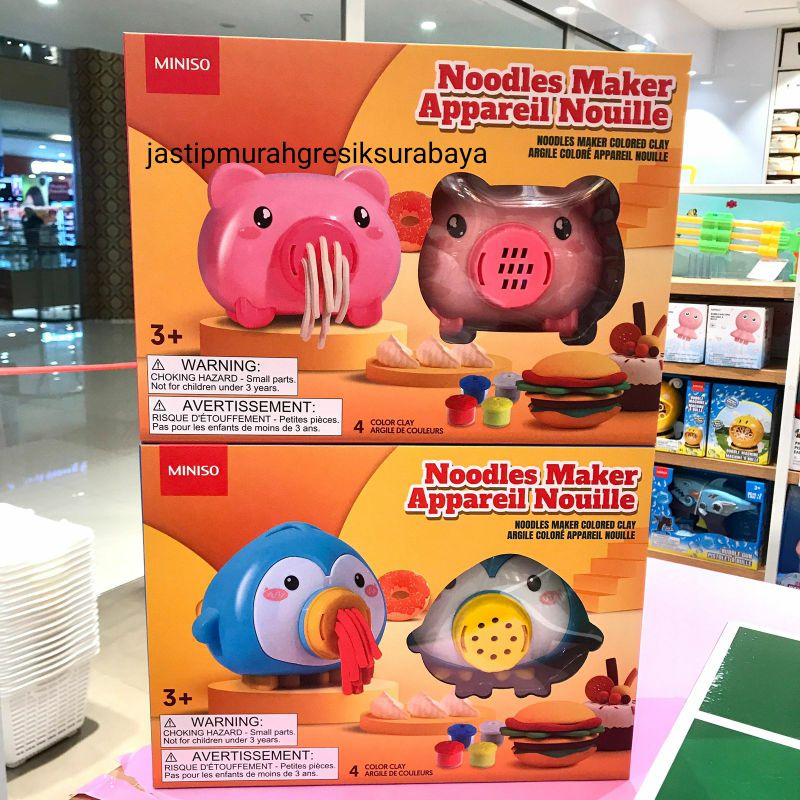 MINISO
Noodles Maker
Appareil Nouille
NOODLES MAKER COLORED CLAY
ARGILE COLORÉ APPAREIL NOUILLE
jastipmurahgresiksurabaya
3+
WARNING:
CHOKING HAZARD - Small parts.
Not for children under 3 years.
AVERTISSEMENT:
RISQUE D'ÉTOUFFEMENT - Petites pièces.
Pas pour les enfants de moins de 3 ans.
4 COLOR CLAY
ARGILE DE COULEURS
MINISO
Noodles Maker
Appareil Nouille
NOODLES MAKER COLORED CLAY
ARGILE COLORÉ APPAREIL NOUILLE
3+
WARNING:
CHOKING HAZARD - Small parts.
Not for children under 3 years.
AVERTISSEMENT:
RISQUE D'ÉTOUFFEMENT - Petites pièces.
Pas pour les enfants de moins de 3 ans.
4 COLOR CLAY
ARGILE DE COULEURS
BUBBLE MACHINE
BUBBLE GUN